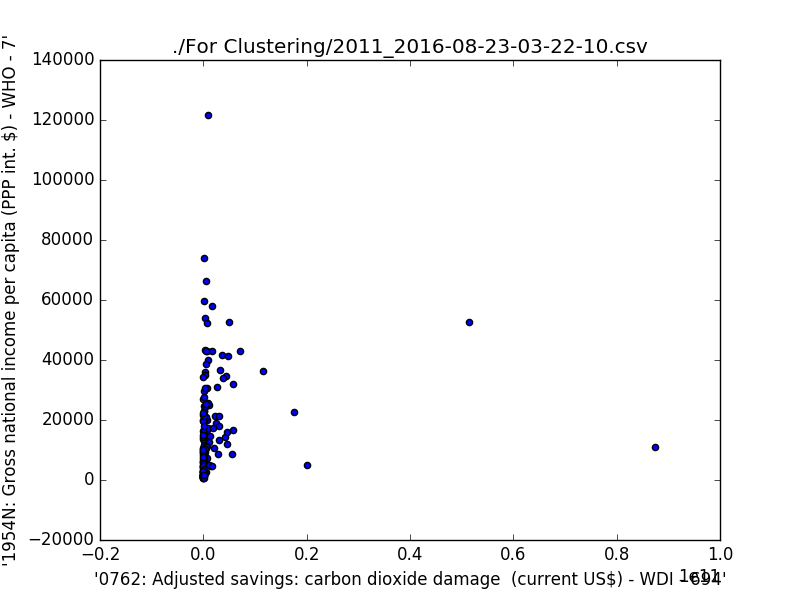 ./For Clustering/2011_2016-08-23-03-22-10.csv
'1954N: Gross national income per capita (PPP int. $) - WHO - 7'
140000
120000
100000
80000
60000
40000
20000
0
−20000
−0.2 0.0 0.2 0.4 0.6 0.8 1.0
1e11
'0762: Adjusted savings: carbon dioxide damage (current US$) - WDI - 694'